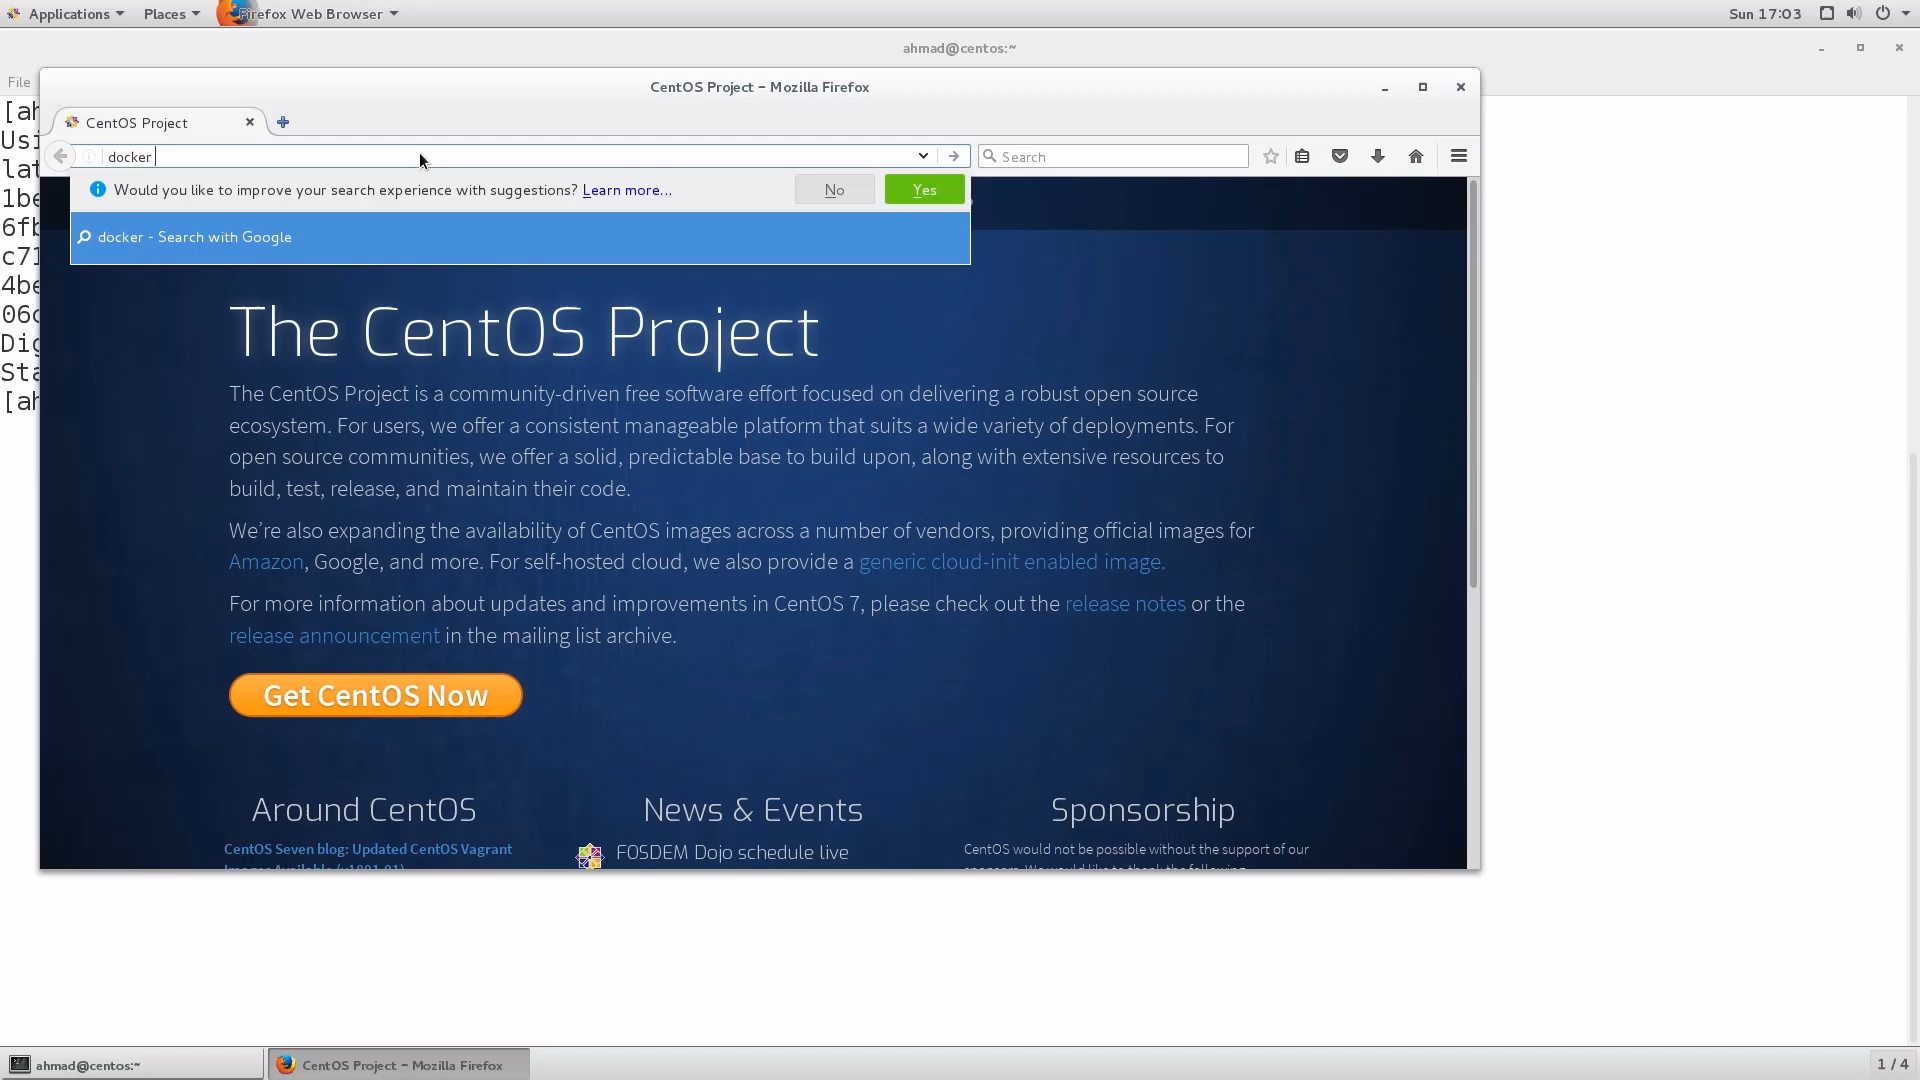 Applications Places Firefox Web Browser Sun 17:03
ahmad@centos:~
File
CentOS Project - Mozilla Firefox
[ah
CentOS Project
Usi
docker Search
lat
Would you like to improve your search experience with suggestions? Learn more... No Yes
1be
6fb
docker - Search with Google
c71
4be
06c
Dig
Sta
[ah
The CentOS Project
The CentOS Project is a community-driven free software effort focused on delivering a robust open source
ecosystem. For users, we offer a consistent manageable platform that suits a wide variety of deployments. For
open source communities, we offer a solid, predictable base to build upon, along with extensive resources to
build, test, release, and maintain their code.
We're also expanding the availability of CentOS images across a number of vendors, providing official images for
Amazon, Google, and more. For self-hosted cloud, we also provide a generic cloud-init enabled image.
For more information about updates and improvements in CentOS 7, please check out the release notes or the
release announcement in the mailing list archive.
Get CentOS Now
Around CentOS News & Events Sponsorship
CentOS Seven blog: Updated CentOS Vagrant FOSDEM Dojo schedule live CentOS would not be possible without the support of our
ahmad@centos:~ CentOS Project - Mozilla Firefox 1 / 4